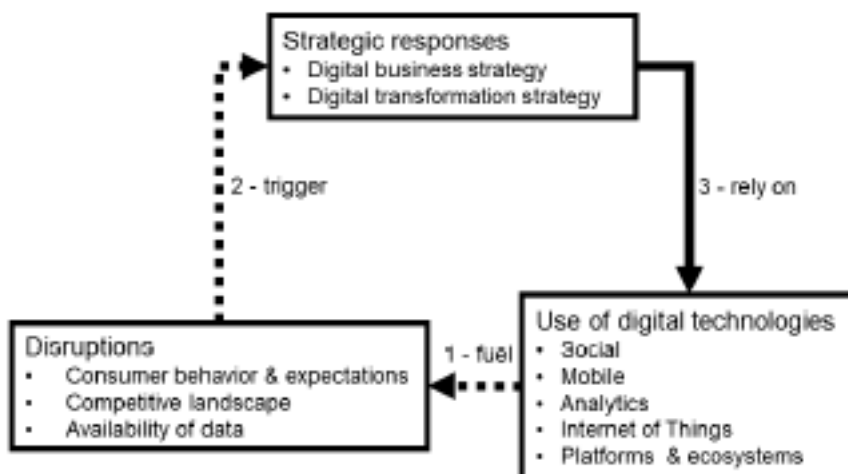 Strategic responses
• Digital business strategy
• Digital transformation strategy
2 - trigger
3 - rely on
Disruptions
• Consumer behavior & expectations
• Competitive landscape
• Availability of data
1 - fuel
Use of digital technologies
• Social
• Mobile
• Analytics
• Internet of Things
• Platforms & ecosystems